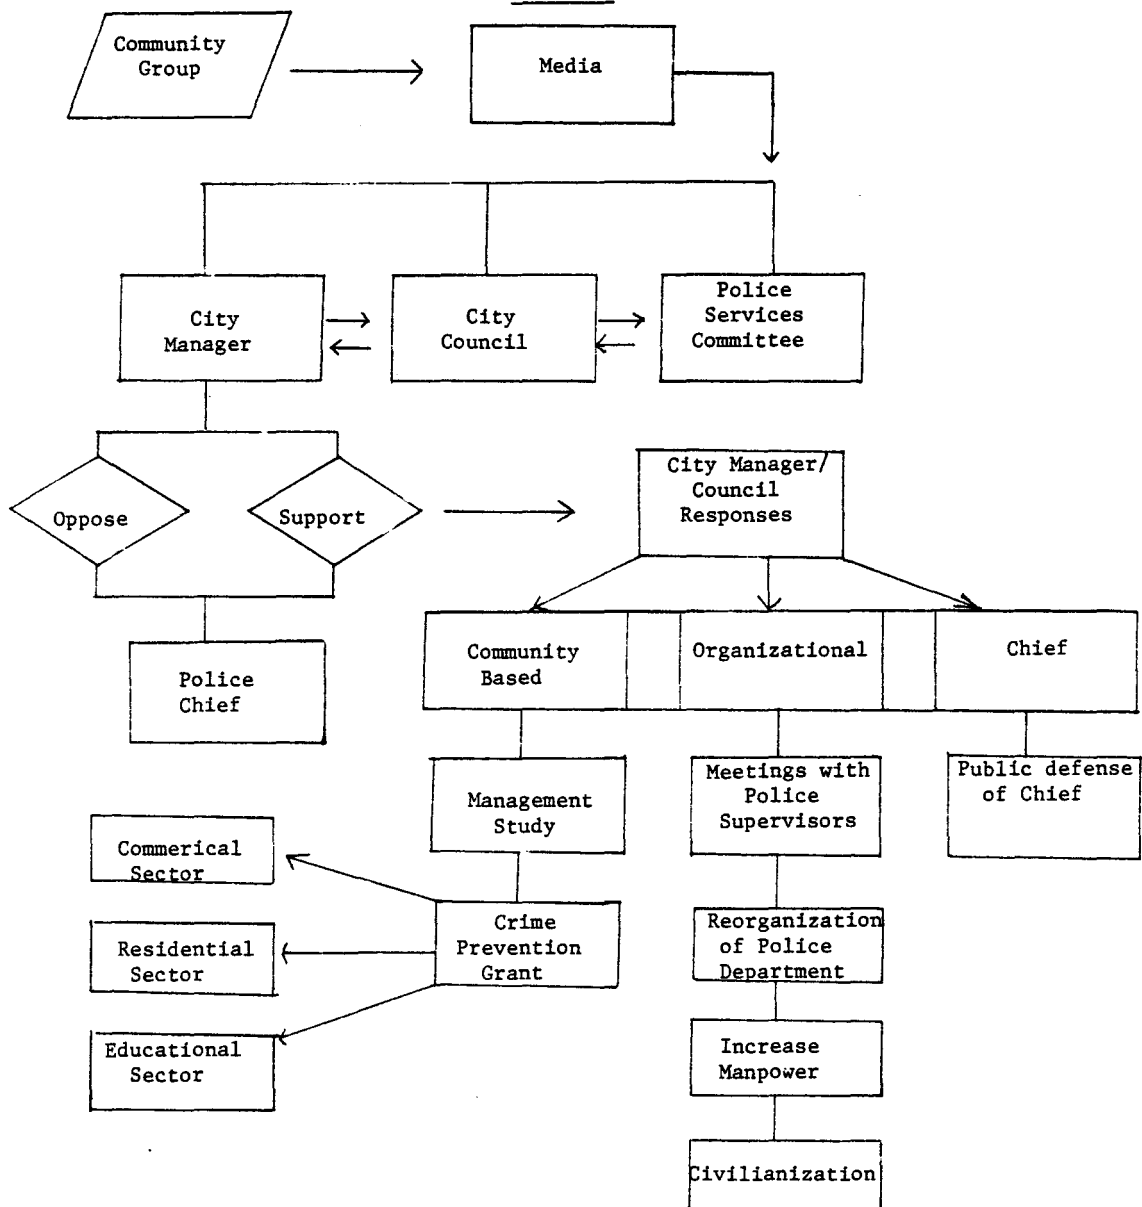 Community
Group
Media
City
Manager
City
Council
Police
Services
Committee
Oppose
Support
City Manager/
Council
Responses
Police
Chief
Community
Based
Organizational
Chief
Management
Study
Meetings with
Police
Supervisors
Public defense
of Chief
Commerical
Sector
Crime
Prevention
Grant
Reorganization
of Police
Department
Residential
Sector
Educational
Sector
Increase
Manpower
Civilianization